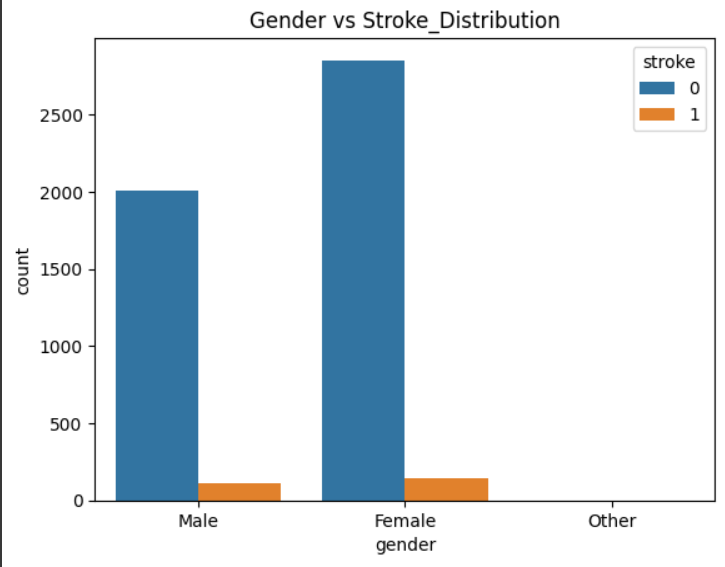 Gender vs Stroke_Distribution
stroke
0
1
2500
2000
1500
1000
500
0
count
Male Female Other
gender